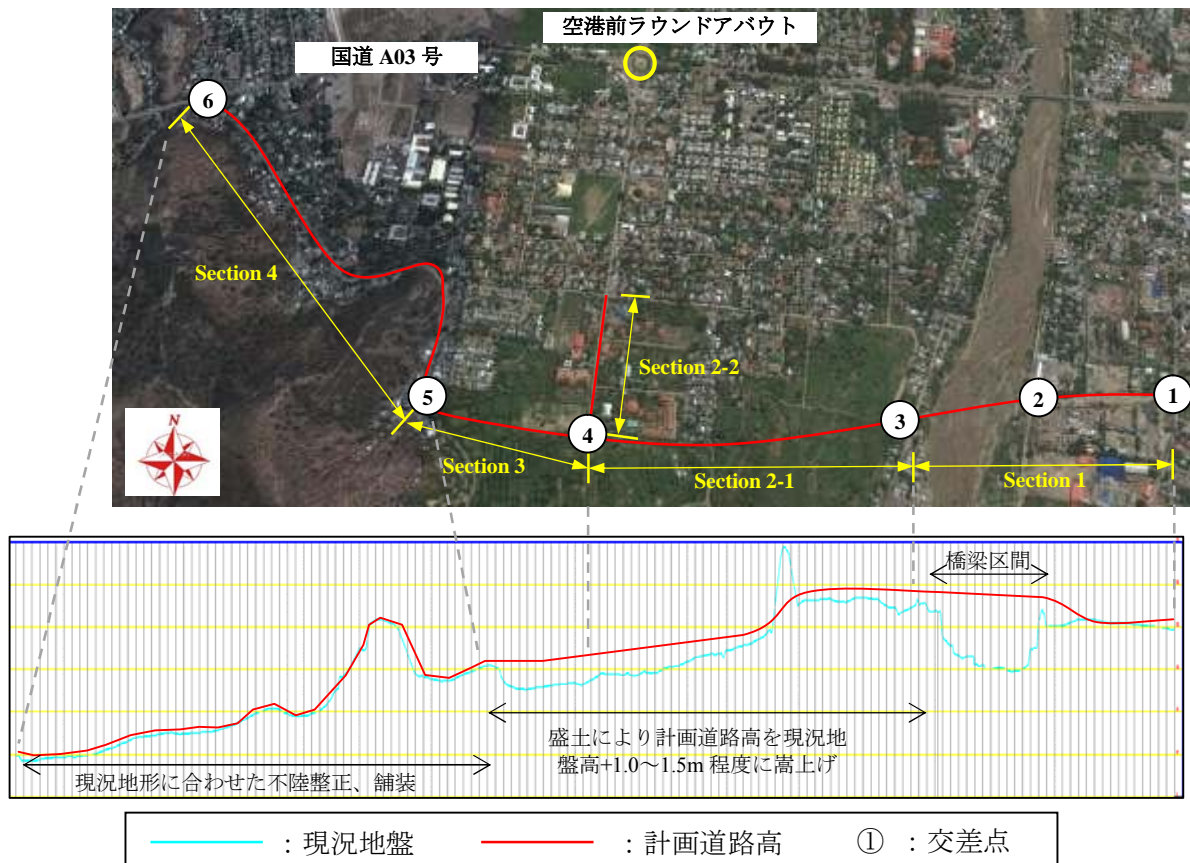 空港前ラウンドアバウト
国道 A03 号
6
Section 4
Section 2-2
5
4
3
2
1
N
Section 3
Section 2-1
Section 1
橋梁区間
盛土により計画道路高を現況地
盤高+1.0～1.5m 程度に嵩上げ
現況地形に合わせた不陸整正、舗装
：現況地盤
：計画道路高
① ：交差点